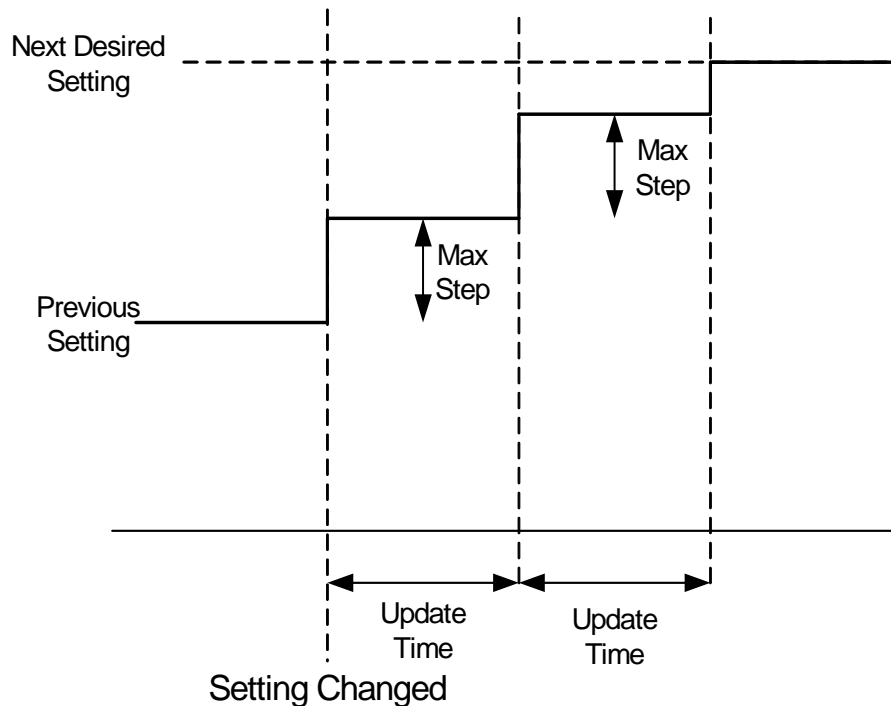 Next Desired
Setting
Max
Step
Max
Step
Previous
Setting
Update
Time
Update
Time
Setting Changed